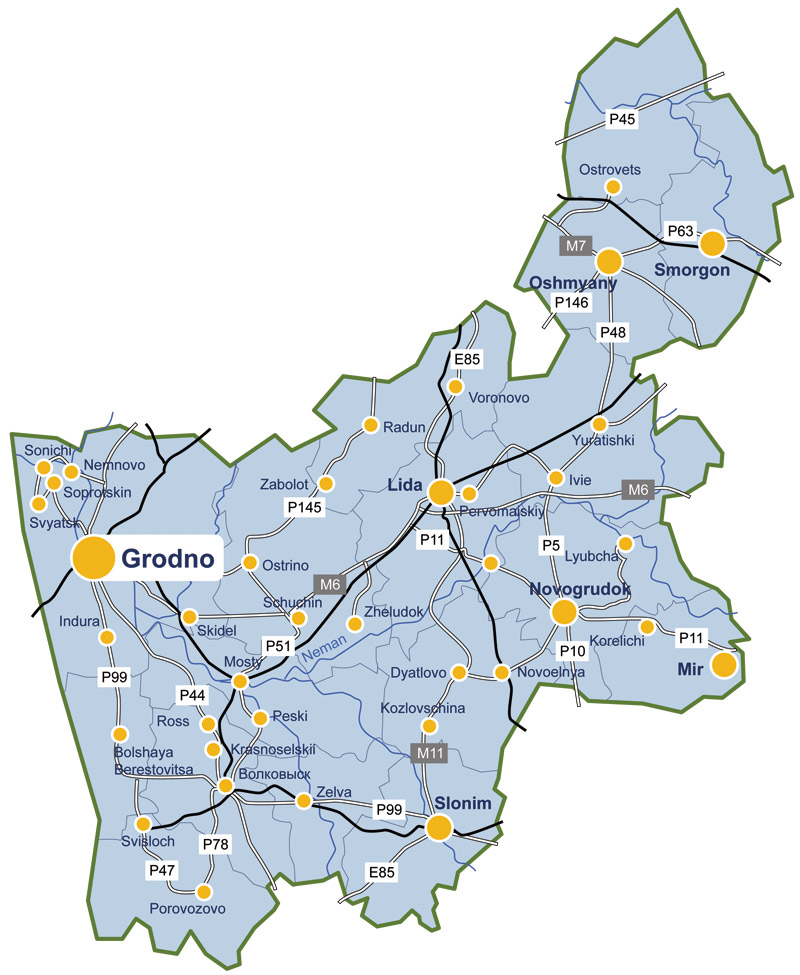 P45
Ostrovets
P63
M7
Smorgon
Oshmyany
P146
P48
E85
Voronovo
Radun
Yuratishki
Sonichi
Nemnovo
Soprotskin
Svyatsk
Zabolot
Lida
Ivie
M6
P145
Pervomajskiy
P11
P5
Lyubcha
Grodno
Ostrino
M6
Schuchin
Novogrudok
Indura
Skidel
Zheludok
Korelichi
P11
P51
Neman
P10
Mir
Mosty
Dyatlovo
Novoelnya
P99
P44
Kozlovschina
Ross
Peski
Bolshaya
Berestovitsa
Krasnoselskii
M11
Волковыск
Zelva
P99
Slonim
Svisloch
P78
P47
E85
Porovozovo